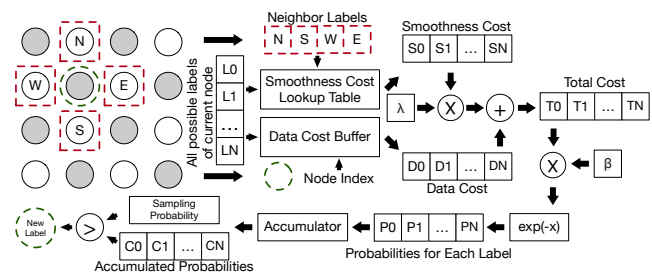 Neighbor Labels
Smoothness Cost
N
N S W E
S0 S1 ... SN
All possible labels
of current node
L0
L1
...
LN
Smoothness Cost
Lookup Table
λ
X
+
Total Cost
T0 T1 ... TN
W
E
S
Data Cost Buffer
D0 D1 ... DN
Data Cost
Node Index
X
β
New
Label
>
Sampling
Probability
C0 C1 ... CN
Accumulated Probabilities
Accumulator
P0 P1 ... PN
Probabilities for Each Label
exp(-x)